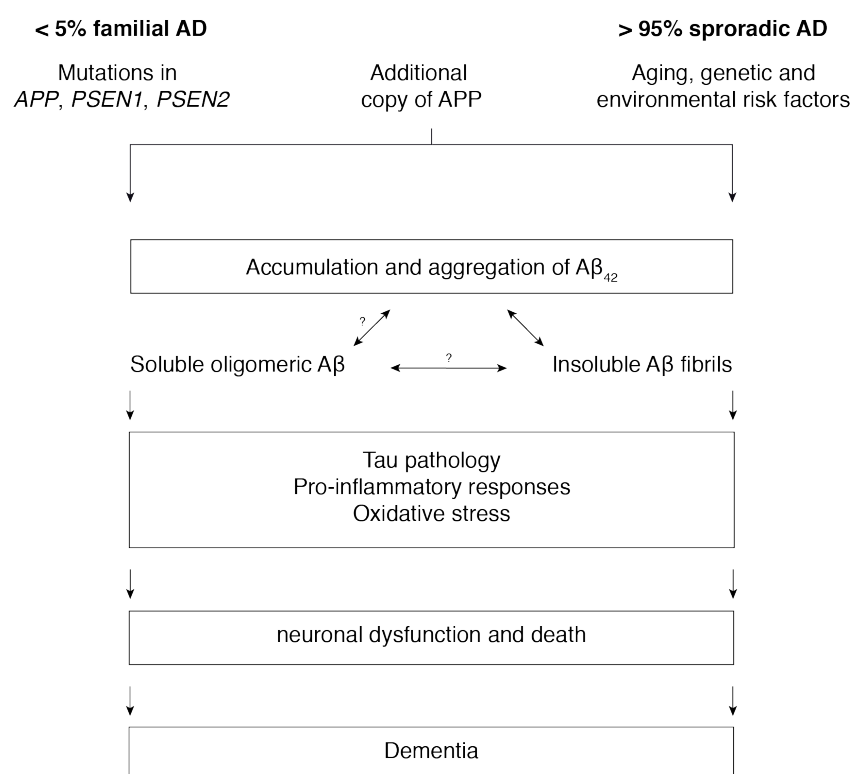 < 5% familial AD
> 95% sproradic AD
Mutations in
APP, PSEN1, PSEN2
Additional
copy of APP
Aging, genetic and
environmental risk factors
Accumulation and aggregation of Aβ₄₂
?
Soluble oligomeric Aβ
?
Insoluble Aβ fibrils
Tau pathology
Pro-inflammatory responses
Oxidative stress
neuronal dysfunction and death
Dementia